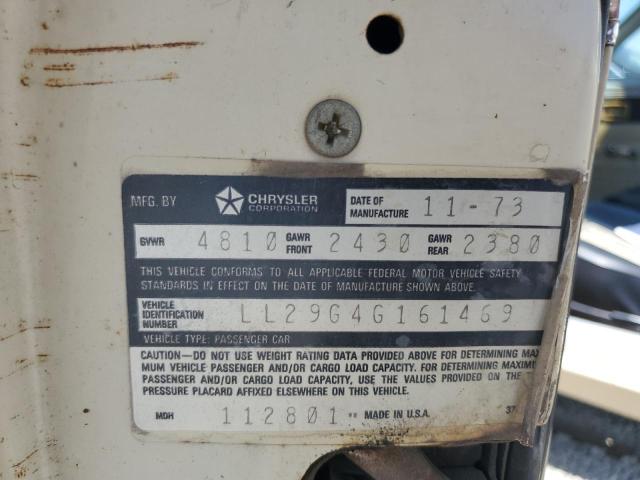 MFG. BY CHRYSLER CORPORATION DATE OF MANUFACTURE 11-73
GVWR 4810 GAWR FRONT 2430 GAWR REAR 2380
THIS VEHICLE CONFORMS TO ALL APPLICABLE FEDERAL MOTOR VEHICLE SAFETY
STANDARDS IN EFFECT ON THE DATE OF MANUFACTURE SHOWN ABOVE.
VEHICLE IDENTIFICATION NUMBER LL29G4G161469
VEHICLE TYPE: PASSENGER CAR
CAUTION—DO NOT USE WEIGHT RATING DATA PROVIDED ABOVE FOR DETERMINING MAXI
MUM VEHICLE PASSENGER AND/OR CARGO LOAD CAPACITY. FOR DETERMINING MAXIMU
PASSENGER AND/OR CARGO LOAD CAPACITY, USE THE VALUES PROVIDED ON T
PRESSURE PLACARD AFFIXED ELSEWHERE ON THIS VEHICLE.
MDH 112801 MADE IN U.S.A. 37